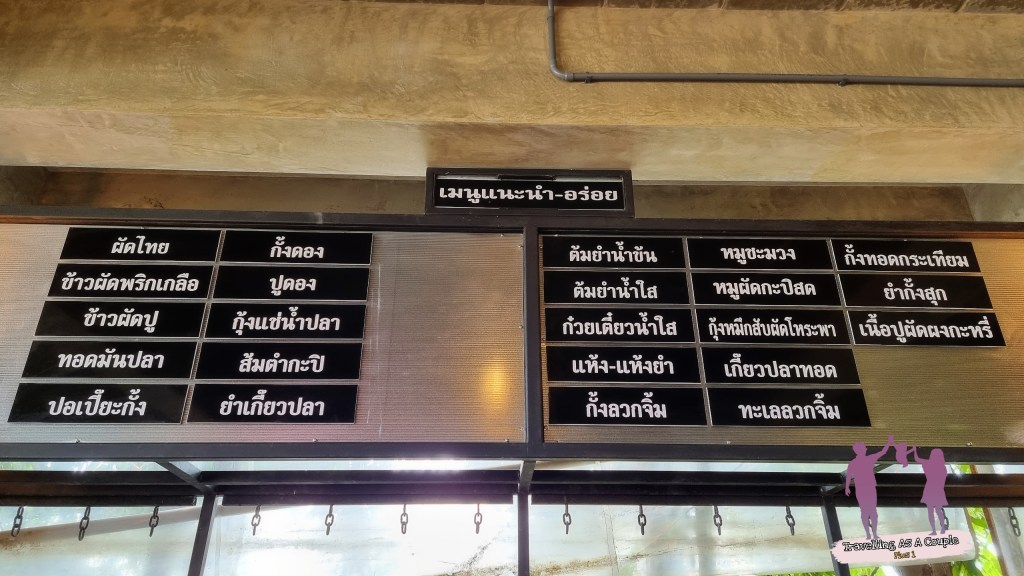 เมนูแนะนำ-อร่อย
ผัดไทย
ข้าวผัดพริกเกลือ
ข้าวผัดปู
ทอดมันปลา
ปอเปี๊ยะกั้ง
กั้งดอง
ปูดอง
กุ้งแช่น้ำปลา
ส้มตำกะปิ
ยำเกี๊ยวปลา
ต้มยำน้ำข้น
ต้มยำน้ำใส
ก๋วยเตี๋ยวน้ำใส
แห้ง-แห้งยำ
กั้งลวกจิ้ม
หมูชะมวง
หมูผัดกะปิสด
กุ้งหมึกสับผัดโหระพา
เกี๊ยวปลาทอด
ทะเลลวกจิ้ม
กั้งทอดกระเทียม
ยำกั้งสุก
เนื้อปูผัดผงกะหรี่
Travelling As A Couple